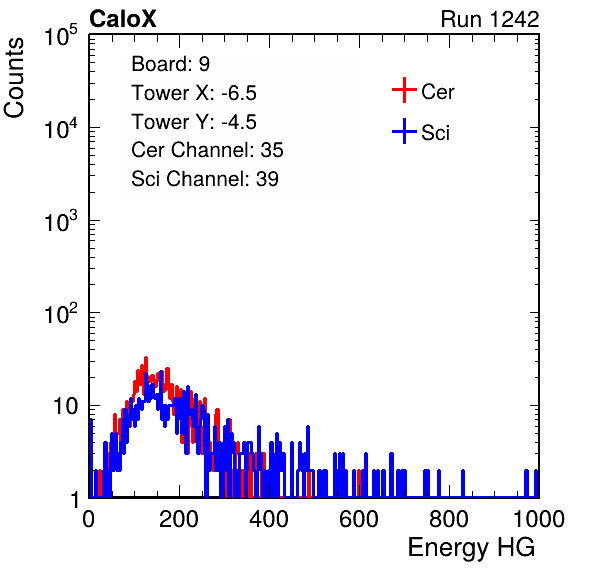 CaloX Run 1242
Counts
Board: 9
Tower X: -6.5
Tower Y: -4.5
Cer Channel: 35
Sci Channel: 39
Cer
Sci
10^5
10^4
10^3
10^2
10
1
0 200 400 600 800 1000
Energy HG